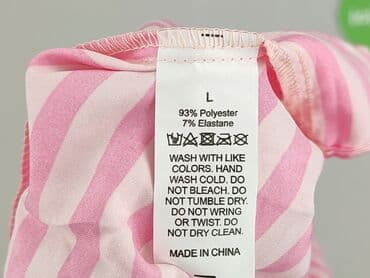 L
93% Polyester
7% Elastane
WASH WITH LIKE
COLORS. HAND
WASH COLD. DO
NOT BLEACH. DO
NOT TUMBLE DRY.
DO NOT WRING
OR TWIST. DO
NOT DRY CLEAN.
MADE IN CHINA